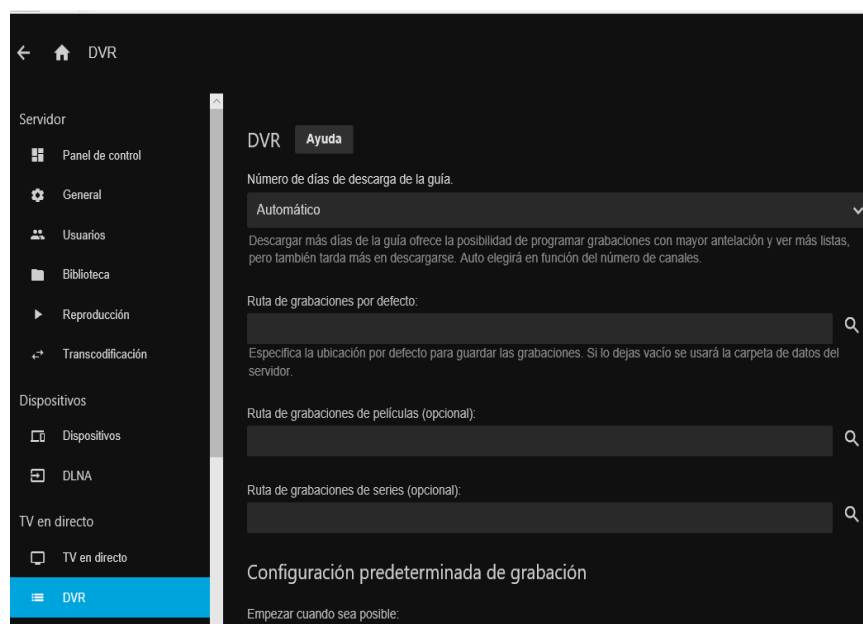 DVR
Servidor
Panel de control
General
Usuarios
Biblioteca
Reproducción
Transcodificación
Dispositivos
Dispositivos
DLNA
TV en directo
TV en directo
DVR
DVR Ayuda
Número de días de descarga de la guía.
Automático
Descargar más días de la guía ofrece la posibilidad de programar grabaciones con mayor antelación y ver más listas,
pero también tarda más en descargarse. Auto elegirá en función del número de canales.
Ruta de grabaciones por defecto:
Especifica la ubicación por defecto para guardar las grabaciones. Si lo dejas vacío se usará la carpeta de datos del
servidor.
Ruta de grabaciones de películas (opcional):
Ruta de grabaciones de series (opcional):
Configuración predeterminada de grabación
Empezar cuando sea posible: